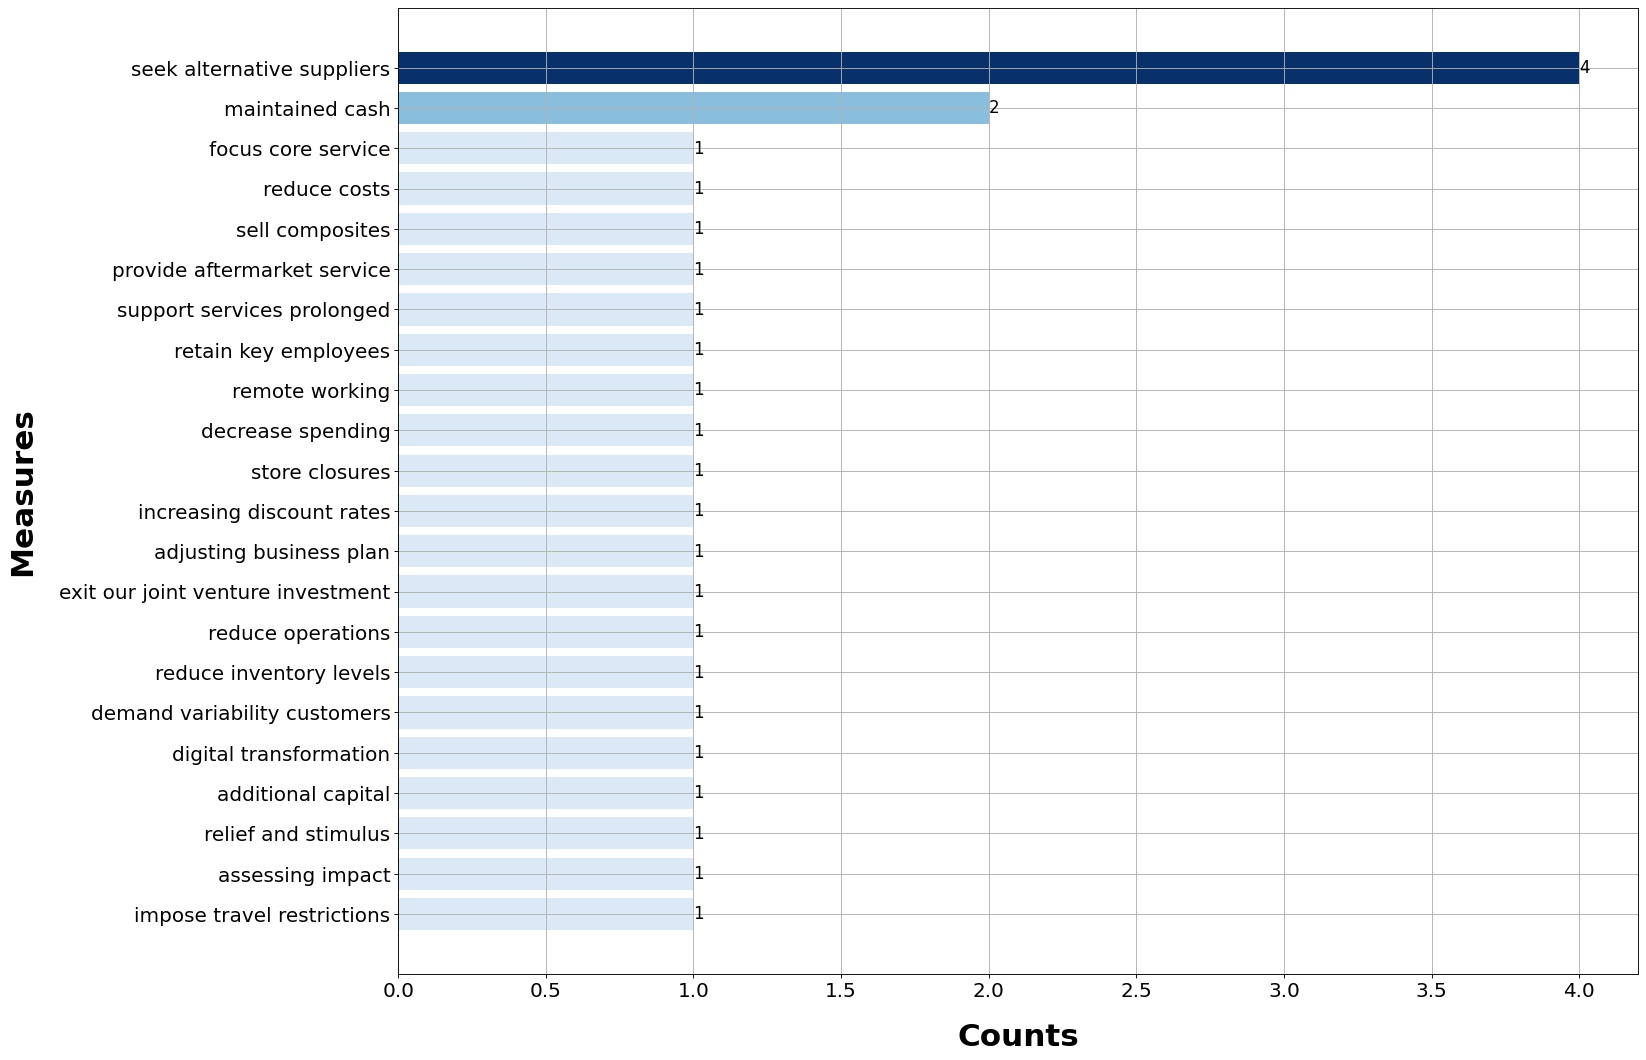 seek alternative suppliers 4
maintained cash 2
focus core service 1
reduce costs 1
sell composites 1
provide aftermarket service 1
support services prolonged 1
retain key employees 1
remote working 1
decrease spending 1
store closures 1
increasing discount rates 1
adjusting business plan 1
exit our joint venture investment 1
reduce operations 1
reduce inventory levels 1
demand variability customers 1
digital transformation 1
additional capital 1
relief and stimulus 1
assessing impact 1
impose travel restrictions 1
Measures
0.0 0.5 1.0 1.5 2.0 2.5 3.0 3.5 4.0
Counts